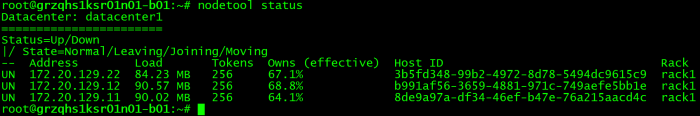 root@grzqhs1ksr01n01-b01:~# nodetool status
Datacenter: datacenter1
=======================
Status=Up/Down
|/ State=Normal/Leaving/Joining/Moving
--  Address        Load       Tokens  Owns (effective)  Host ID                               Rack
UN  172.20.129.22  84.23 MB   256     67.1%             3b5fd348-99b2-4972-8d78-5494dc9615c9  rack1
UN  172.20.129.12  90.57 MB   256     68.8%             b991af56-3659-4881-971c-749aefe5bb1e  rack1
UN  172.20.129.11  90.02 MB   256     64.1%             8de9a97a-df34-46ef-b47e-76a215aacd4c  rack1
root@grzqhs1ksr01n01-b01:~#